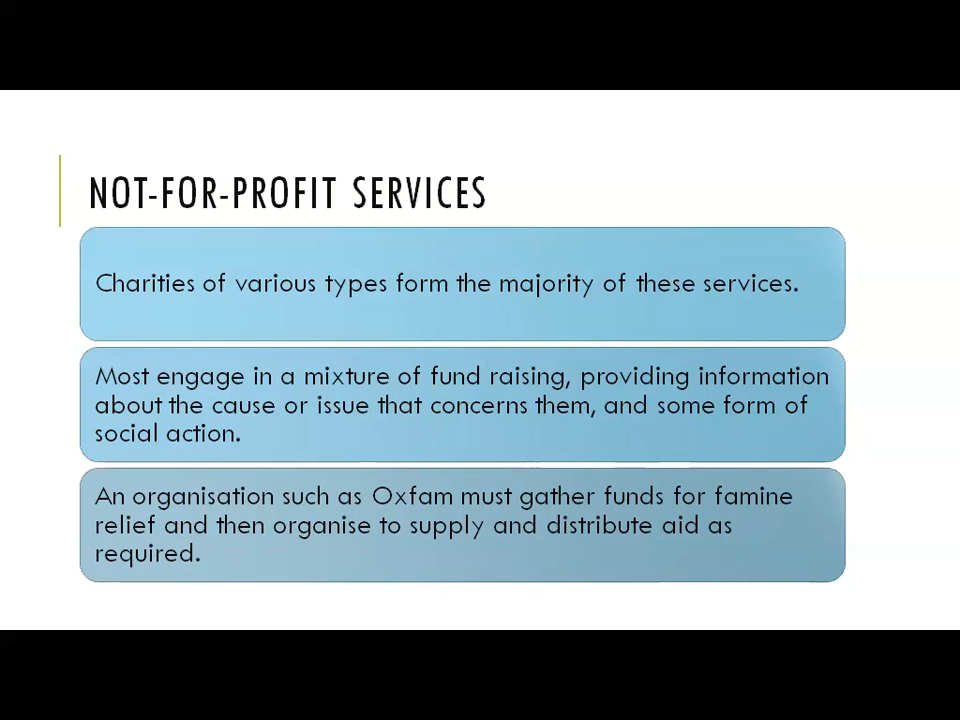 NOT-FOR-PROFIT SERVICES
Charities of various types form the majority of these services.
Most engage in a mixture of fund raising, providing information
about the cause or issue that concerns them, and some form of
social action.
An organisation such as Oxfam must gather funds for famine
relief and then organise to supply and distribute aid as
required.